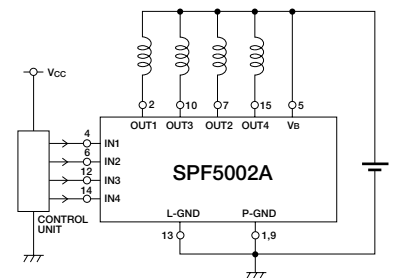 Vcc
2
10
7
15
5
OUT1 OUT3 OUT2 OUT4 VB
4 IN1
6 IN2
12 IN3
14 IN4
SPF5002A
CONTROL
UNIT
L-GND P-GND
13 1,9